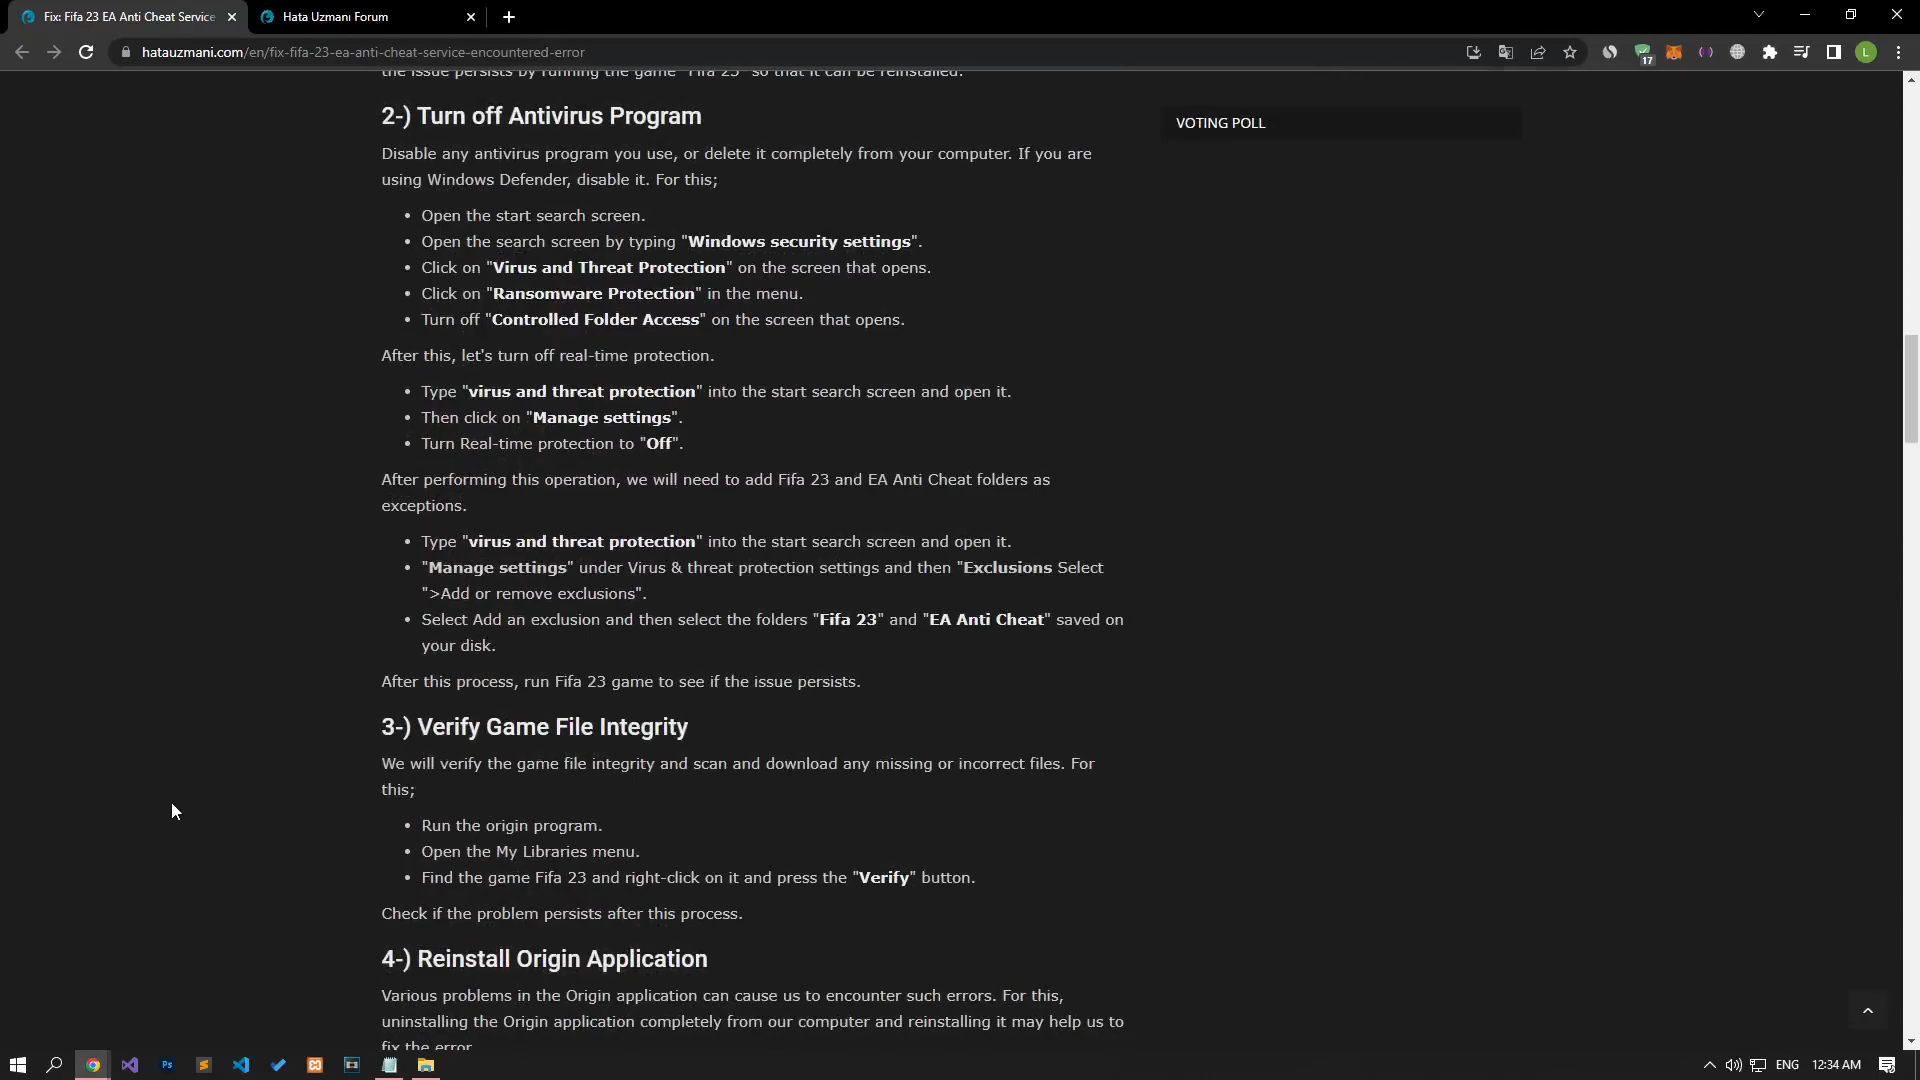 Fix: Fifa 23 EA Anti Cheat Service
Hata Uzmanı Forum
hatauzmani.com/en/fix-fifa-23-ea-anti-cheat-service-encountered-error
17
L
the issue persists by running the game "Fifa 23" so that it can be reinstalled.
2-) Turn off Antivirus Program
VOTING POLL
Disable any antivirus program you use, or delete it completely from your computer. If you are
using Windows Defender, disable it. For this;
• Open the start search screen.
• Open the search screen by typing "Windows security settings".
• Click on "Virus and Threat Protection" on the screen that opens.
• Click on "Ransomware Protection" in the menu.
• Turn off "Controlled Folder Access" on the screen that opens.
After this, let's turn off real-time protection.
• Type "virus and threat protection" into the start search screen and open it.
• Then click on "Manage settings".
• Turn Real-time protection to "Off".
After performing this operation, we will need to add Fifa 23 and EA Anti Cheat folders as
exceptions.
• Type "virus and threat protection" into the start search screen and open it.
• "Manage settings" under Virus & threat protection settings and then "Exclusions Select
">Add or remove exclusions".
• Select Add an exclusion and then select the folders "Fifa 23" and "EA Anti Cheat" saved on
your disk.
After this process, run Fifa 23 game to see if the issue persists.
3-) Verify Game File Integrity
We will verify the game file integrity and scan and download any missing or incorrect files. For
this;
• Run the origin program.
• Open the My Libraries menu.
• Find the game Fifa 23 and right-click on it and press the "Verify" button.
Check if the problem persists after this process.
4-) Reinstall Origin Application
Various problems in the Origin application can cause us to encounter such errors. For this,
uninstalling the Origin application completely from our computer and reinstalling it may help us to
fix the error
Ps
ENG
12:34 AM